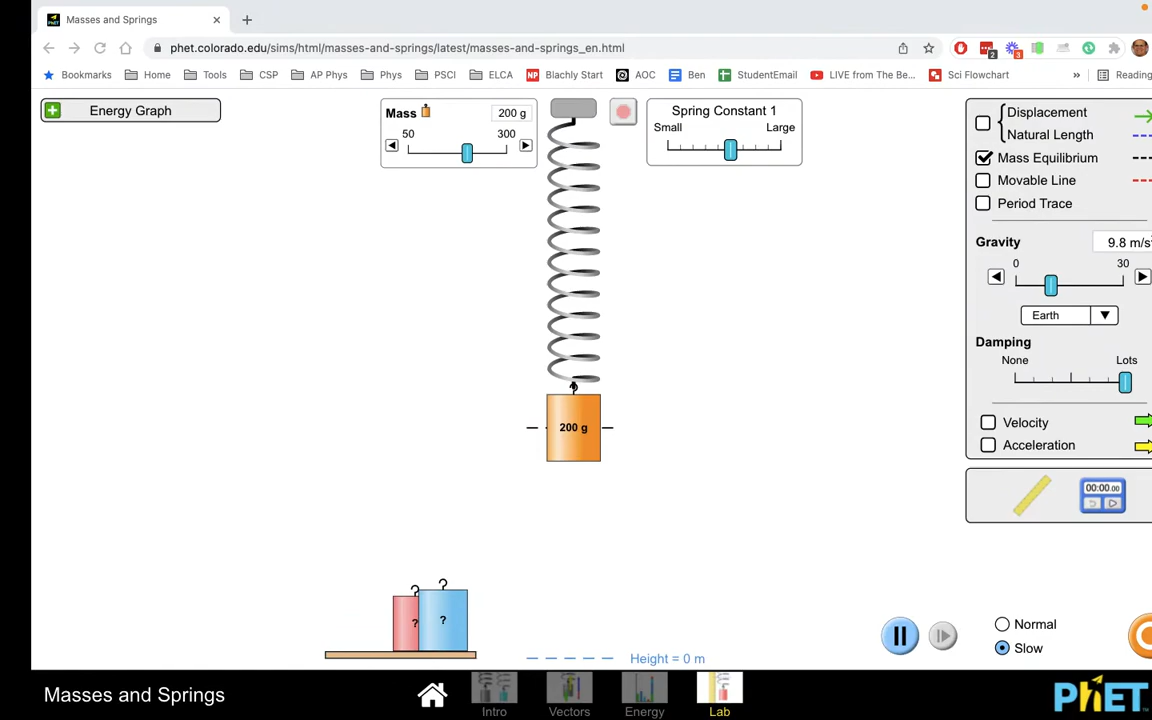 Masses and Springs
phet.colorado.edu/sims/html/masses-and-springs/latest/masses-and-springs_en.html
2
3
Bookmarks Home Tools CSP AP Phys Phys PSCI ELCA NP Blachly Start AOC Ben StudentEmail LIVE from The Be... Sci Flowchart » Reading
Energy Graph
Mass 200 g
50 300
Spring Constant 1
Small Large
Displacement
Natural Length
Mass Equilibrium
Movable Line
Period Trace
Gravity 9.8 m/s
0 30
Earth
Damping
None Lots
200 g
Velocity
Acceleration
00:00.00
?
?
Height = 0 m
Normal
Slow
Masses and Springs
Intro Vectors Energy Lab
PhET